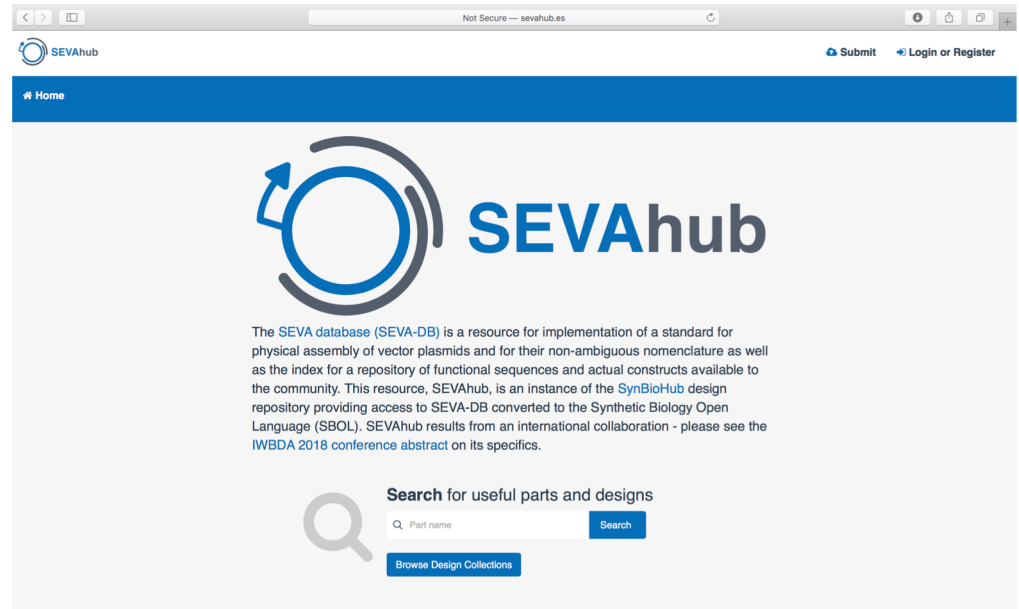 Not Secure — sevahub.es
SEVAhub
Submit
Login or Register
Home
SEVAhub
The SEVA database (SEVA-DB) is a resource for implementation of a standard for
physical assembly of vector plasmids and for their non-ambiguous nomenclature as well
as the index for a repository of functional sequences and actual constructs available to
the community. This resource, SEVAhub, is an instance of the SynBioHub design
repository providing access to SEVA-DB converted to the Synthetic Biology Open
Language (SBOL). SEVAhub results from an international collaboration - please see the
IWBDA 2018 conference abstract on its specifics.
Search for useful parts and designs
Part name
Search
Browse Design Collections